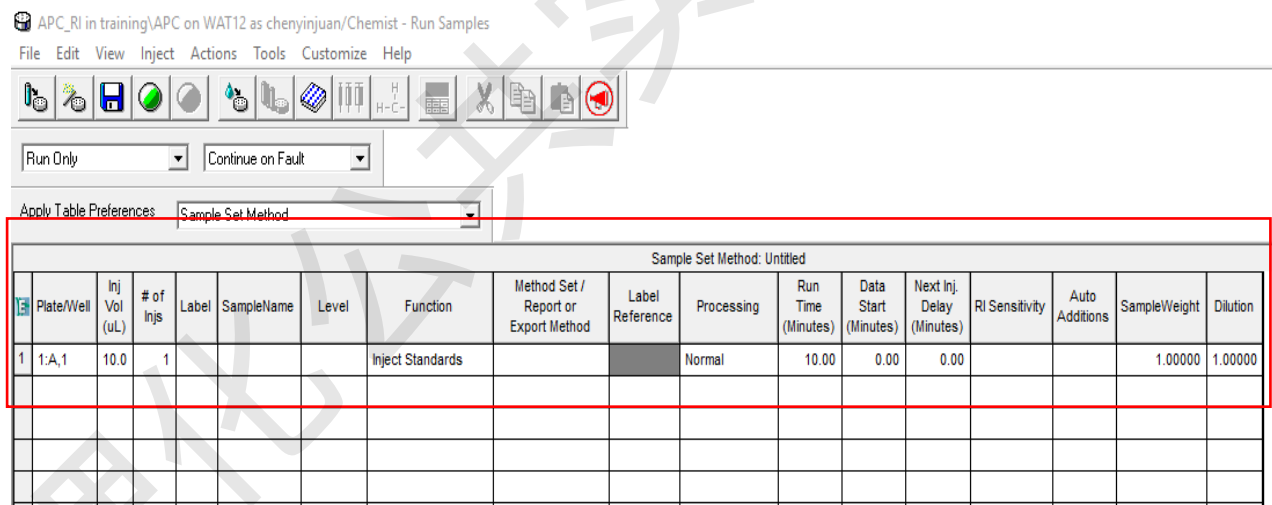 APC_RI in training\APC on WAT12 as chenyinjuan/Chemist - Run Samples
File Edit View Inject Actions Tools Customize Help
Run Only Continue on Fault
Apply Table Preferences Sample Set Method
Sample Set Method: Untitled
Plate/Well Inj Vol (uL) # of Injs Label SampleName Level Function Method Set / Report or Export Method Label Reference Processing Run Time (Minutes) Data Start (Minutes) Next Inj. Delay (Minutes) RI Sensitivity Auto Additions SampleWeight Dilution
1 1:A,1 10.0 1 Inject Standards Normal 10.00 0.00 0.00 1.00000 1.00000